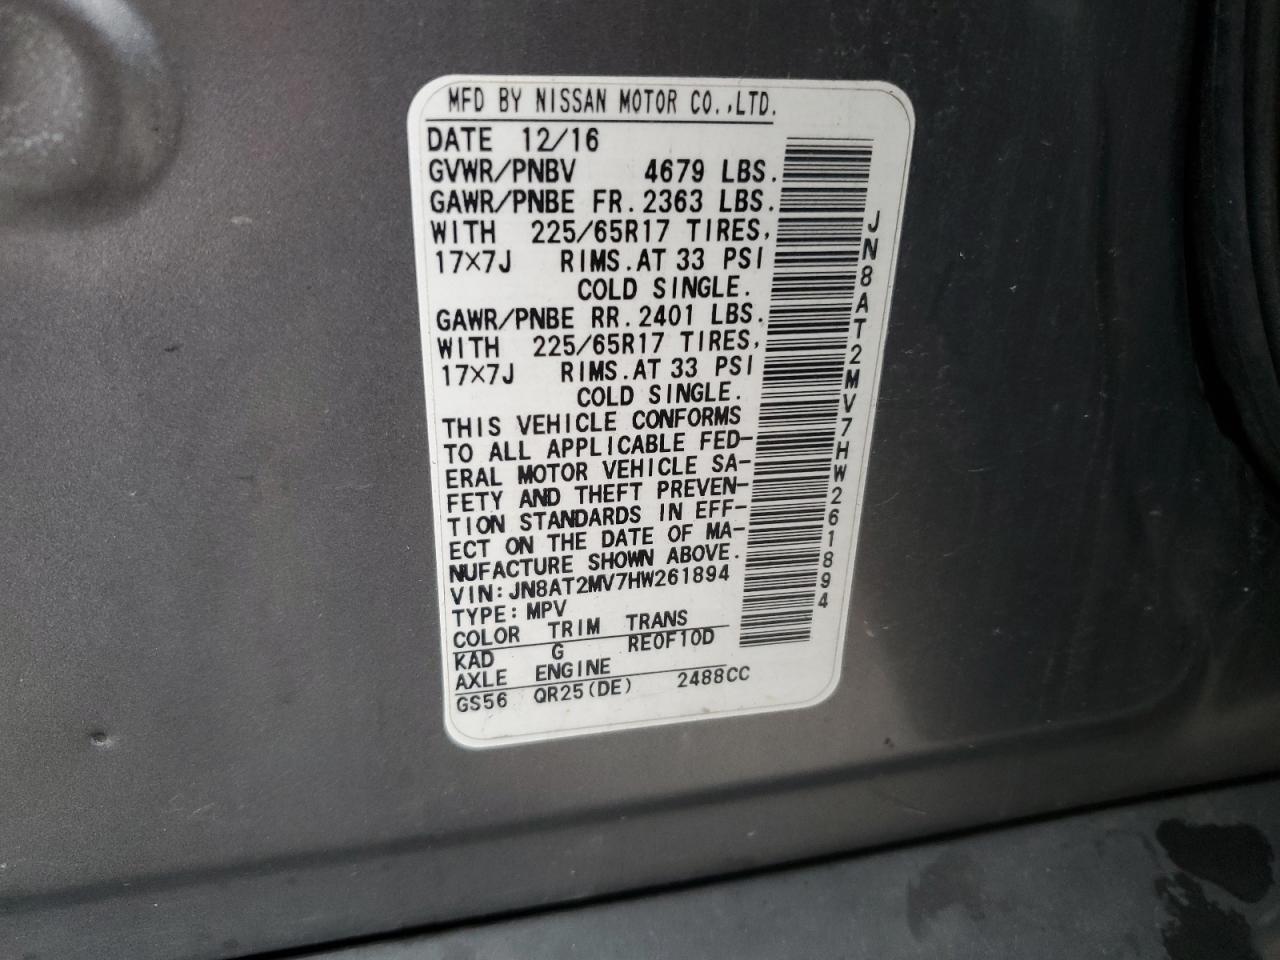 MFD BY NISSAN MOTOR CO.,LTD.
DATE 12/16
GVWR/PNBV 4679 LBS.
GAWR/PNBE FR. 2363 LBS.
WITH 225/65R17 TIRES,
17×7J RIMS.AT 33 PSI
COLD SINGLE.
GAWR/PNBE RR. 2401 LBS.
WITH 225/65R17 TIRES,
17×7J RIMS.AT 33 PSI
COLD SINGLE.
THIS VEHICLE CONFORMS
TO ALL APPLICABLE FED-
ERAL MOTOR VEHICLE SA-
FETY AND THEFT PREVEN-
TION STANDARDS IN EFF-
ECT ON THE DATE OF MA-
NUFACTURE SHOWN ABOVE.
VIN: JN8AT2MV7HW261894
TYPE: MPV
COLOR TRIM TRANS
KAD G RE0F10D
AXLE ENGINE
GS56 QR25(DE) 2488CC
JN8AT2MV7HW261894